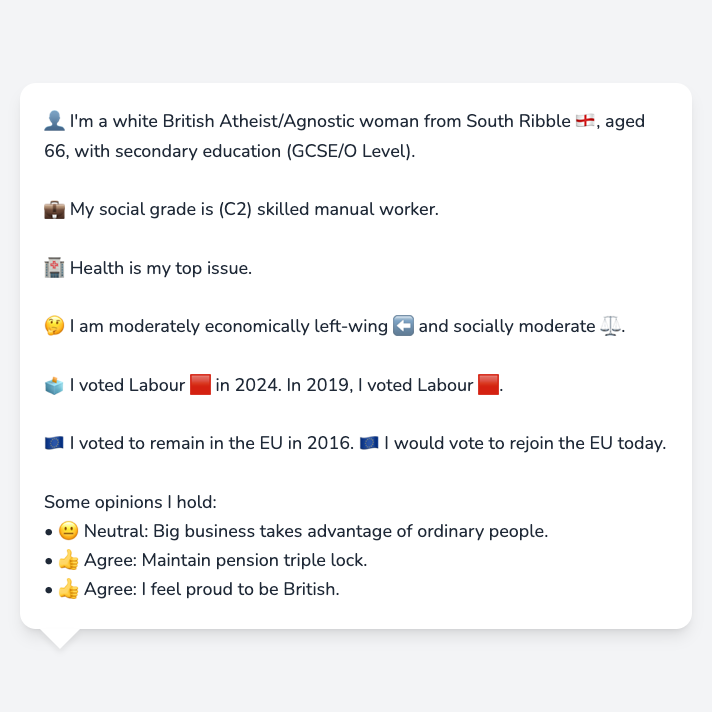 👤 I'm a white British Atheist/Agnostic woman from South Ribble 🏴󠁧󠁢󠁥󠁮󠁧󠁿, aged
66, with secondary education (GCSE/O Level).
💼 My social grade is (C2) skilled manual worker.
🏥 Health is my top issue.
🤔 I am moderately economically left-wing ⬅️ and socially moderate ⚖️.
🗳️ I voted Labour 🟥 in 2024. In 2019, I voted Labour 🟥.
🇪🇺 I voted to remain in the EU in 2016. 🇪🇺 I would vote to rejoin the EU today.
Some opinions I hold:
• 😐 Neutral: Big business takes advantage of ordinary people.
• 👍 Agree: Maintain pension triple lock.
• 👍 Agree: I feel proud to be British.